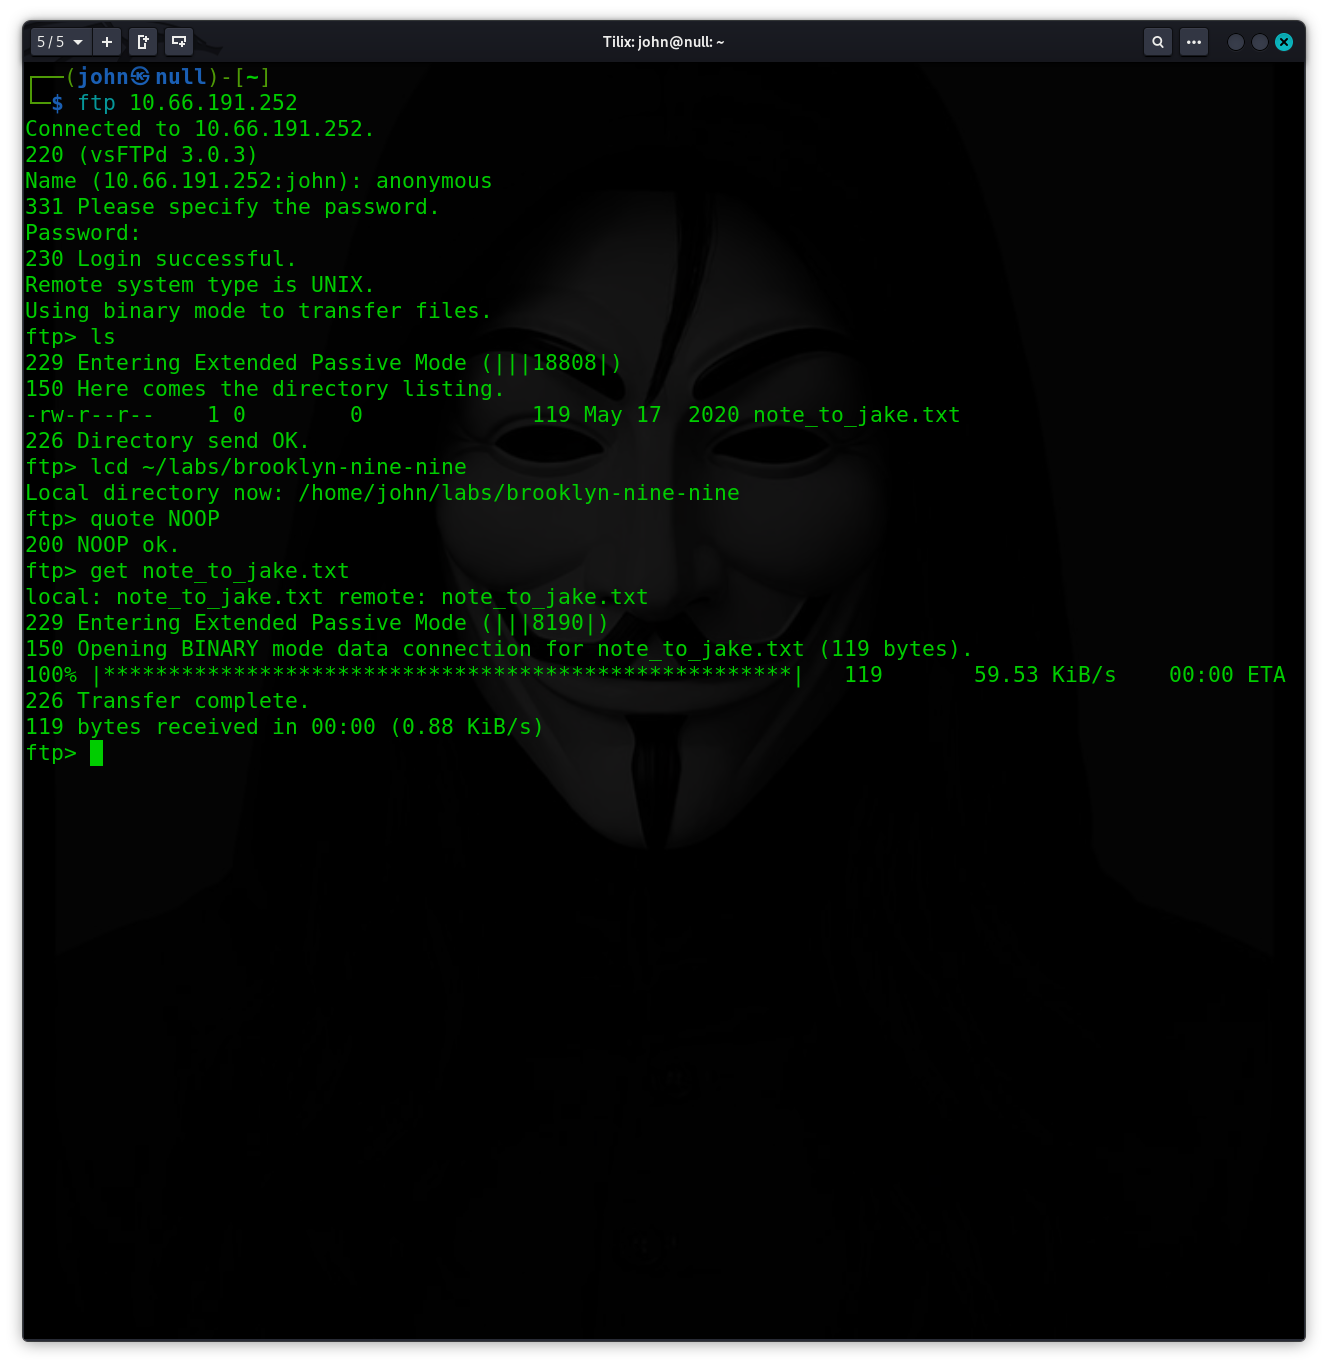 5 / 5
Tilix: john@null: ~
┌──(john㉿null)-[~]
└─$ ftp 10.66.191.252
Connected to 10.66.191.252.
220 (vsFTPd 3.0.3)
Name (10.66.191.252:john): anonymous
331 Please specify the password.
Password:
230 Login successful.
Remote system type is UNIX.
Using binary mode to transfer files.
ftp> ls
229 Entering Extended Passive Mode (|||18808|)
150 Here comes the directory listing.
-rw-r--r--    1 0        0             119 May 17  2020 note_to_jake.txt
226 Directory send OK.
ftp> lcd ~/labs/brooklyn-nine-nine
Local directory now: /home/john/labs/brooklyn-nine-nine
ftp> quote NOOP
200 NOOP ok.
ftp> get note_to_jake.txt
local: note_to_jake.txt remote: note_to_jake.txt
229 Entering Extended Passive Mode (|||8190|)
150 Opening BINARY mode data connection for note_to_jake.txt (119 bytes).
100% |*****************************************************|   119       59.53 KiB/s    00:00 ETA
226 Transfer complete.
119 bytes received in 00:00 (0.88 KiB/s)
ftp>